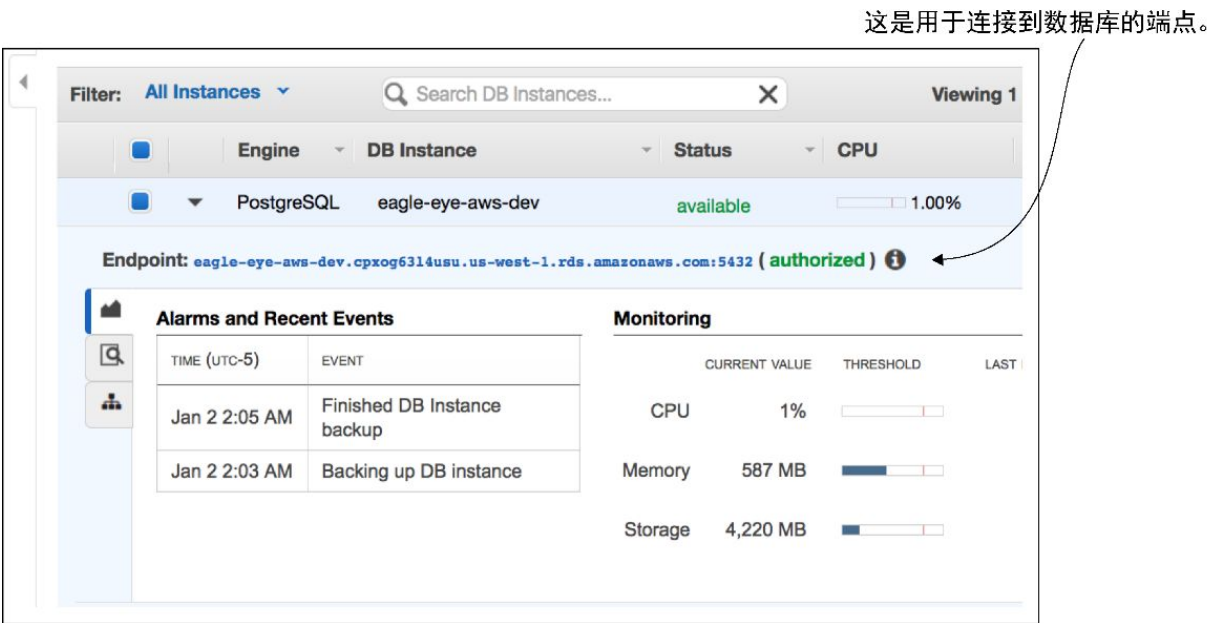 这是用于连接到数据库的端点。
Filter: All Instances Search DB Instances... Viewing 1
Engine DB Instance Status CPU
PostgreSQL eagle-eye-aws-dev available 1.00%
Endpoint: eagle-eye-aws-dev.cpxog6314usu.us-west-1.rds.amazonaws.com:5432 ( authorized )
Alarms and Recent Events Monitoring
TIME (UTC-5) EVENT CURRENT VALUE THRESHOLD LAST
Jan 2 2:05 AM Finished DB Instance backup CPU 1%
Jan 2 2:03 AM Backing up DB instance Memory 587 MB
Storage 4,220 MB